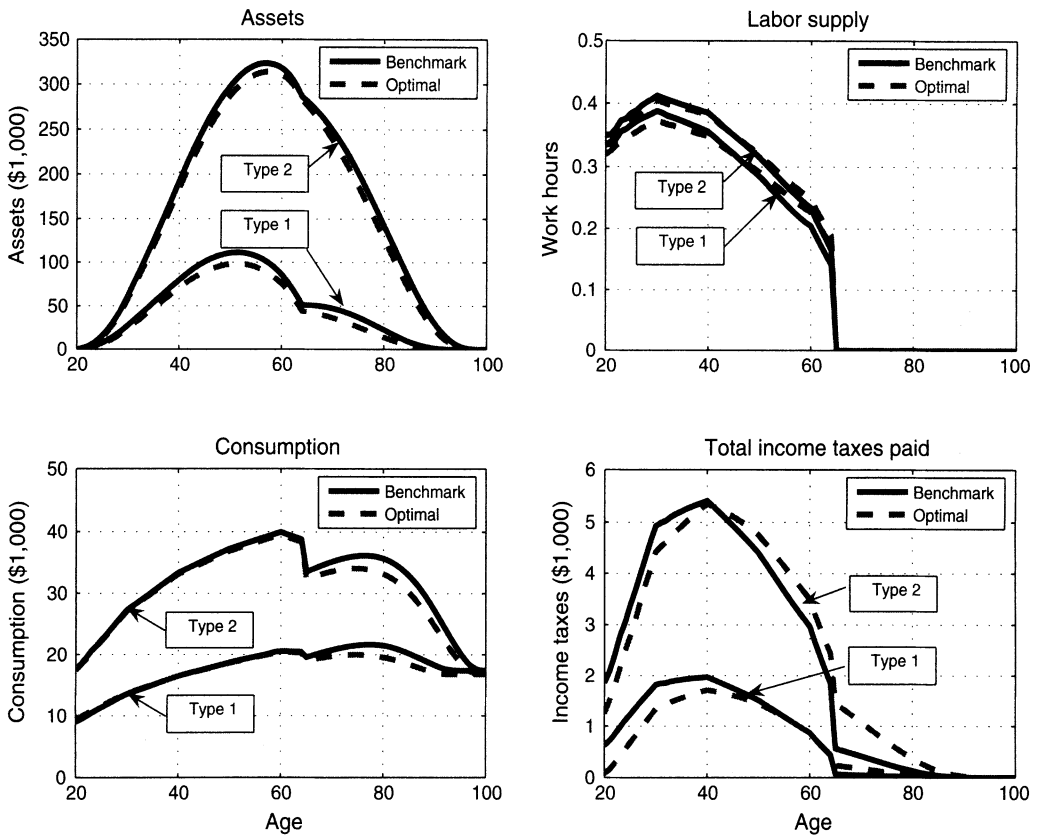 Assets
Assets ($1,000)
350
300
250
200
150
100
50
0
Benchmark
Optimal
Type 2
Type 1
20 40 60 80 100
Labor supply
Work hours
0.5
0.4
0.3
0.2
0.1
0
Benchmark
Optimal
Type 2
Type 1
20 40 60 80 100
Consumption
Consumption ($1,000)
50
40
30
20
10
0
Benchmark
Optimal
Type 2
Type 1
20 40 60 80 100
Age
Total income taxes paid
Income taxes ($1,000)
6
5
4
3
2
1
0
Benchmark
Optimal
Type 2
Type 1
20 40 60 80 100
Age